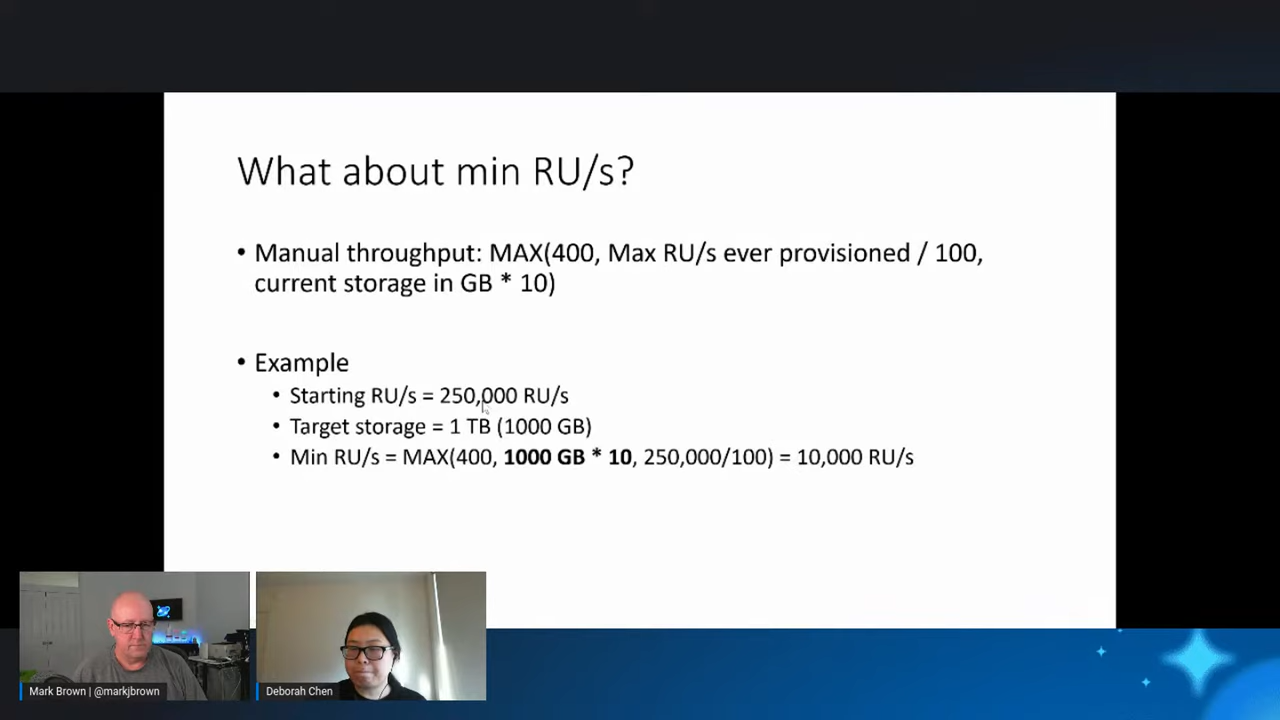 What about min RU/s?
• Manual throughput: MAX(400, Max RU/s ever provisioned / 100,
current storage in GB * 10)
• Example
• Starting RU/s = 250,000 RU/s
• Target storage = 1 TB (1000 GB)
• Min RU/s = MAX(400, 1000 GB * 10, 250,000/100) = 10,000 RU/s
Mark Brown | @markjbrown
Deborah Chen